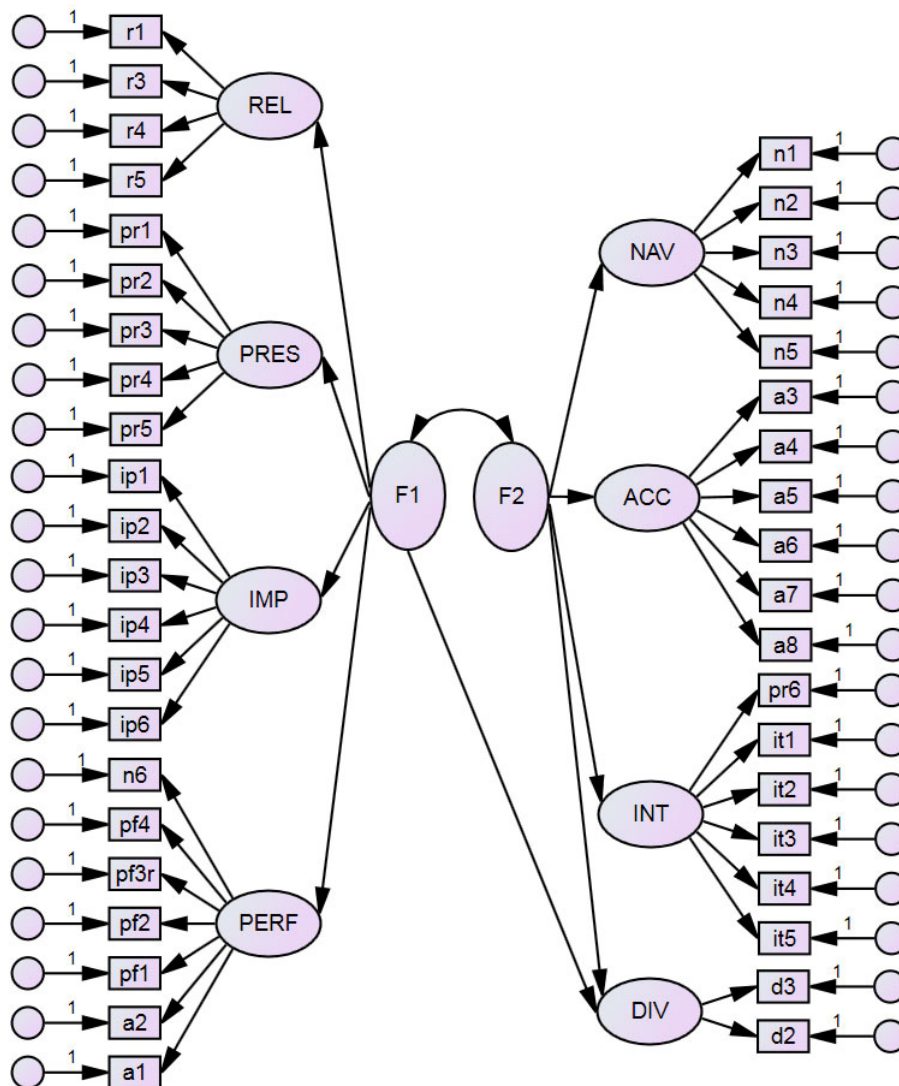 1
r1
1
r3
REL
1
r4
1
r5
1
pr1
1
pr2
1
pr3
PRES
1
pr4
1
pr5
1
ip1
1
ip2
1
ip3
IMP
1
ip4
1
ip5
1
ip6
1
n6
1
pf4
1
pf3r
1
pf2
PERF
1
pf1
1
a2
1
a1
F1
F2
n1
1
n2
1
NAV
n3
1
n4
1
n5
1
a3
1
a4
1
ACC
a5
1
a6
1
a7
1
a8
1
pr6
1
it1
1
it2
1
INT
it3
1
it4
1
it5
1
d3
1
DIV
d2
1